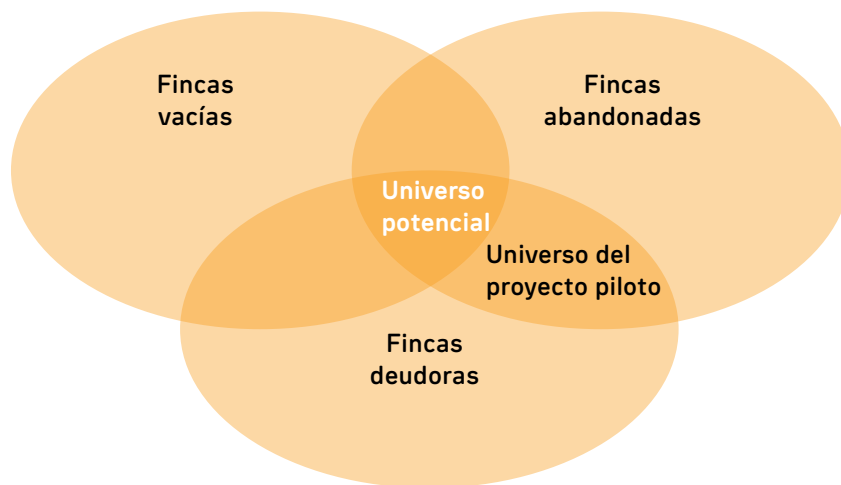 Fincas
vacías
Fincas
abandonadas
Universo
potencial
Universo del
proyecto piloto
Fincas
deudoras